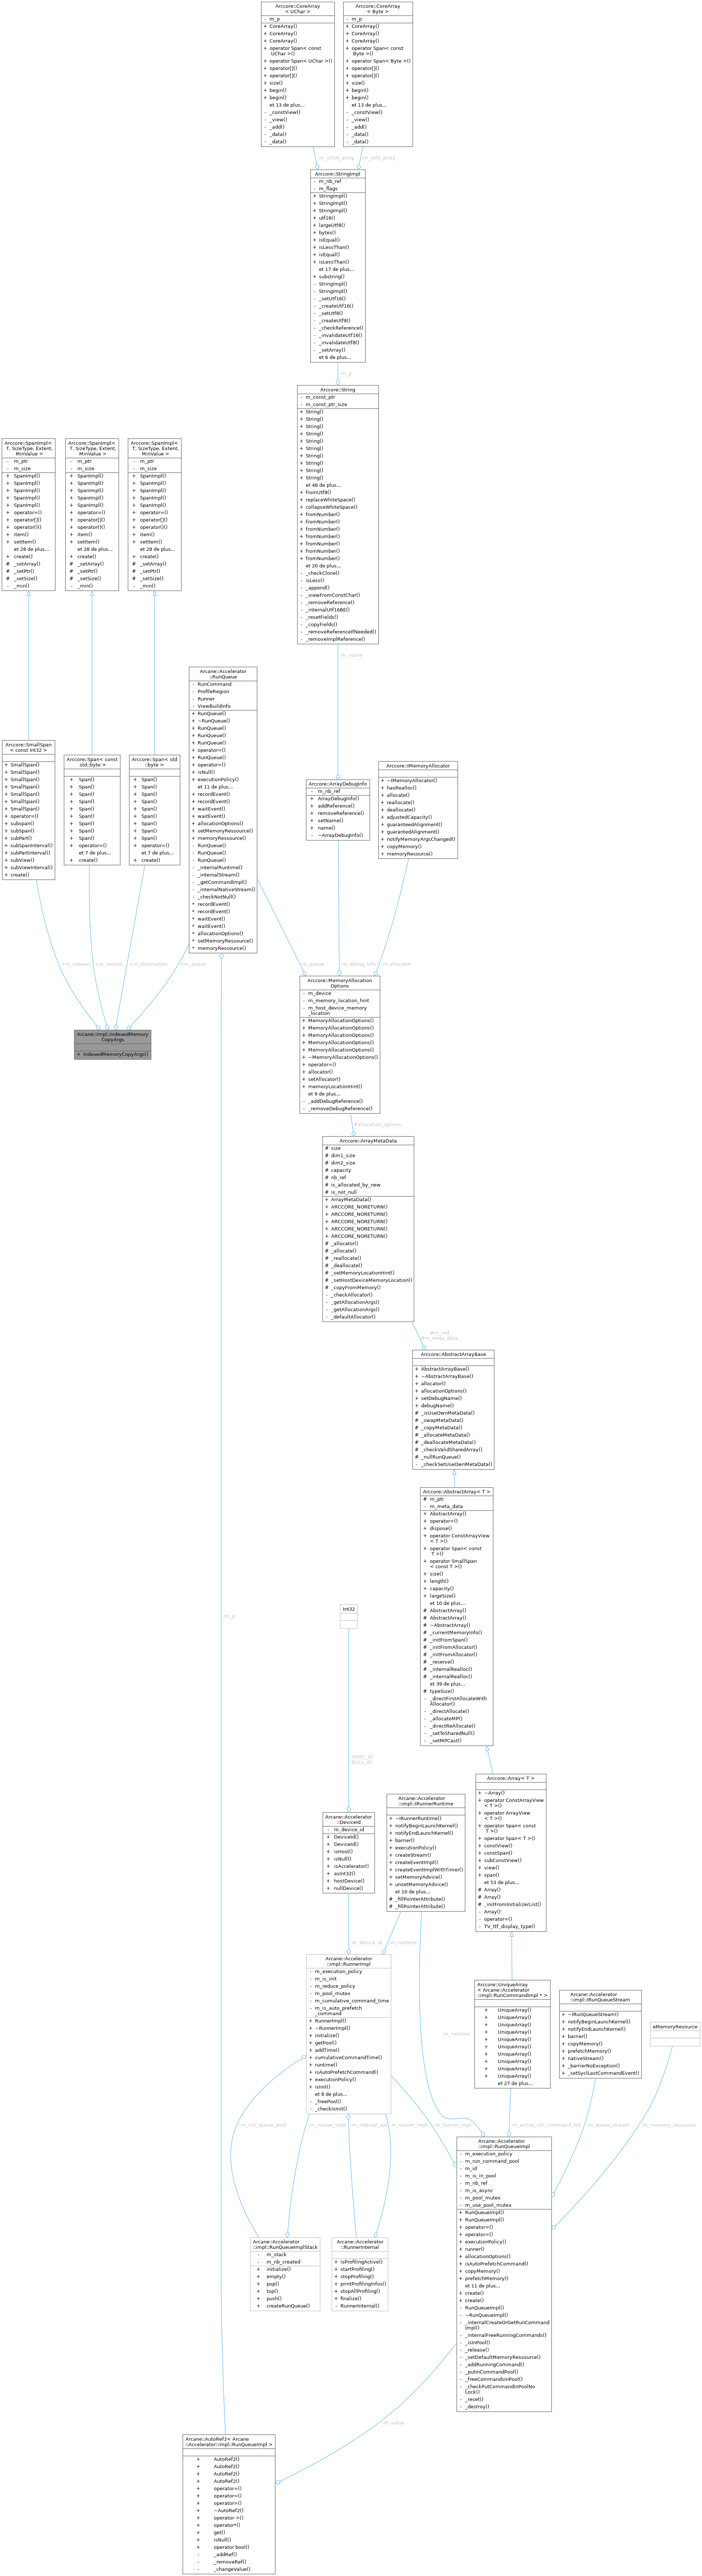 Arccore::CoreArray
< UChar >
- m_p
+ CoreArray()
+ CoreArray()
+ CoreArray()
+ operator Span< const
UChar >()
+ operator Span< UChar >()
+ operator[]()
+ operator[]()
+ size()
+ begin()
+ begin()
et 13 de plus...
- _constView()
- _view()
- _add()
- _data()
- _data()
Arccore::CoreArray
< Byte >
- m_p
+ CoreArray()
+ CoreArray()
+ CoreArray()
+ operator Span< const
Byte >()
+ operator Span< Byte >()
+ operator[]()
+ operator[]()
+ size()
+ begin()
+ begin()
et 13 de plus...
- _constView()
- _view()
- _add()
- _data()
- _data()
-m_utf16_array
-m_utf8_array
Arccore::StringImpl
- m_nb_ref
- m_flags
+ StringImpl()
+ StringImpl()
+ StringImpl()
+ utf16()
+ largeUtf8()
+ bytes()
+ isEqual()
+ isLessThan()
+ isEqual()
+ isLessThan()
et 17 de plus...
+ substring()
- StringImpl()
- StringImpl()
- _setUtf16()
- _createUtf16()
- _setUtf8()
- _createUtf8()
- _checkReference()
- _invalidateUtf16()
- _invalidateUtf8()
- _setArray()
et 6 de plus...
-m_p
Arccore::String
- m_const_ptr
- m_const_ptr_size
+ String()
+ String()
+ String()
+ String()
+ String()
+ String()
+ String()
+ String()
+ String()
+ String()
et 46 de plus...
+ fromUtf8()
+ replaceWhiteSpace()
+ collapseWhiteSpace()
+ fromNumber()
+ fromNumber()
+ fromNumber()
+ fromNumber()
+ fromNumber()
+ fromNumber()
+ fromNumber()
et 20 de plus...
- _checkClone()
- isLess()
- _append()
- _viewFromConstChar()
- _removeReference()
- _internalUtf16BE()
- _resetFields()
- _copyFields()
- _removeReferenceIfNeeded()
- _removeImplReference()
Arccore::SpanImpl<
T, SizeType, Extent,
MinValue >
- m_ptr
- m_size
+ SpanImpl()
+ SpanImpl()
+ SpanImpl()
+ SpanImpl()
+ SpanImpl()
+ operator=()
+ operator[]()
+ operator()()
+ item()
+ setItem()
et 28 de plus...
+ create()
# _setArray()
# _setPtr()
# _setSize()
- _min()
Arccore::SpanImpl<
T, SizeType, Extent,
MinValue >
- m_ptr
- m_size
+ SpanImpl()
+ SpanImpl()
+ SpanImpl()
+ SpanImpl()
+ SpanImpl()
+ operator=()
+ operator[]()
+ operator()()
+ item()
+ setItem()
et 28 de plus...
+ create()
# _setArray()
# _setPtr()
# _setSize()
- _min()
Arccore::SpanImpl<
T, SizeType, Extent,
MinValue >
- m_ptr
- m_size
+ SpanImpl()
+ SpanImpl()
+ SpanImpl()
+ SpanImpl()
+ SpanImpl()
+ operator=()
+ operator[]()
+ operator()()
+ item()
+ setItem()
et 28 de plus...
+ create()
# _setArray()
# _setPtr()
# _setSize()
- _min()
-m_name
Arccore::SmallSpan
< const Int32 >
+ SmallSpan()
+ SmallSpan()
+ SmallSpan()
+ SmallSpan()
+ SmallSpan()
+ SmallSpan()
+ SmallSpan()
+ operator=()
+ subspan()
+ subSpan()
+ subPart()
+ subSpanInterval()
+ subPartInterval()
+ subView()
+ subViewInterval()
+ create()
Arccore::Span< const
std::byte >
+ Span()
+ Span()
+ Span()
+ Span()
+ Span()
+ Span()
+ Span()
+ Span()
+ Span()
+ operator=()
et 7 de plus...
+ create()
Arccore::Span< std
::byte >
+ Span()
+ Span()
+ Span()
+ Span()
+ Span()
+ Span()
+ Span()
+ Span()
+ Span()
+ operator=()
et 7 de plus...
+ create()
Arcane::Accelerator
::RunQueue
- RunCommand
- ProfileRegion
- Runner
- ViewBuildInfo
+ RunQueue()
+ ~RunQueue()
+ RunQueue()
+ RunQueue()
+ RunQueue()
+ operator=()
+ RunQueue()
+ operator=()
+ isNull()
+ executionPolicy()
et 11 de plus...
+ recordEvent()
+ recordEvent()
+ waitEvent()
+ waitEvent()
+ allocationOptions()
+ setMemoryRessource()
+ memoryRessource()
- RunQueue()
- RunQueue()
- RunQueue()
- _internalRuntime()
- _internalStream()
- _getCommandImpl()
- _internalNativeStream()
- _checkNotNull()
* recordEvent()
* recordEvent()
* waitEvent()
* waitEvent()
* allocationOptions()
* setMemoryRessource()
* memoryRessource()
Arccore::ArrayDebugInfo
- m_nb_ref
+ ArrayDebugInfo()
+ addReference()
+ removeReference()
+ setName()
+ name()
- ~ArrayDebugInfo()
Arccore::IMemoryAllocator
+ ~IMemoryAllocator()
+ hasRealloc()
+ allocate()
+ reallocate()
+ deallocate()
+ adjustedCapacity()
+ guaranteedAlignment()
+ guarantedAlignment()
+ notifyMemoryArgsChanged()
+ copyMemory()
+ memoryResource()
+m_indexes
+m_source
+m_destination
+m_queue
-m_queue
-m_debug_info
-m_allocator
Arcane::impl::IndexedMemory
CopyArgs
+ IndexedMemoryCopyArgs()
Arccore::MemoryAllocation
Options
- m_device
- m_memory_location_hint
- m_host_device_memory
_location
+ MemoryAllocationOptions()
+ MemoryAllocationOptions()
+ MemoryAllocationOptions()
+ MemoryAllocationOptions()
+ MemoryAllocationOptions()
+ ~MemoryAllocationOptions()
+ operator=()
+ allocator()
+ setAllocator()
+ memoryLocationHint()
et 9 de plus...
- _addDebugReference()
- _removeDebugReference()
#allocation_options
Arccore::ArrayMetaData
# size
# dim1_size
# dim2_size
# capacity
# nb_ref
# is_allocated_by_new
# is_not_null
+ ArrayMetaData()
+ ARCCORE_NORETURN()
+ ARCCORE_NORETURN()
+ ARCCORE_NORETURN()
+ ARCCORE_NORETURN()
+ ARCCORE_NORETURN()
# _allocator()
# _allocate()
# _reallocate()
# _deallocate()
# _setMemoryLocationHint()
# _setHostDeviceMemoryLocation()
# _copyFromMemory()
- _checkAllocator()
- _getAllocationArgs()
- _getAllocationArgs()
- _defaultAllocator()
#m_md
#m_meta_data
Arccore::AbstractArrayBase
+ AbstractArrayBase()
+ ~AbstractArrayBase()
+ allocator()
+ allocationOptions()
+ setDebugName()
+ debugName()
# _isUseOwnMetaData()
# _swapMetaData()
# _copyMetaData()
# _allocateMetaData()
# _deallocateMetaData()
# _checkValidSharedArray()
# _nullRunQueue()
- _checkSetUseOwnMetaData()
Arccore::AbstractArray< T >
# m_ptr
- m_meta_data
+ AbstractArray()
+ operator=()
+ dispose()
+ operator ConstArrayView
< T >()
+ operator Span< const
T >()
+ operator SmallSpan
< const T >()
+ size()
+ length()
+ capacity()
+ largeSize()
et 10 de plus...
# AbstractArray()
# AbstractArray()
# ~AbstractArray()
# _currentMemoryInfo()
# _initFromSpan()
# _initFromAllocator()
# _initFromAllocator()
# _reserve()
# _internalRealloc()
# _internalRealloc()
et 39 de plus...
# typeSize()
- _directFirstAllocateWith
Allocator()
- _directAllocate()
- _allocateMP()
- _directReAllocate()
- _setToSharedNull()
- _setMPCast()
-m_p
Int32
+HOST_ID
-NULL_ID
Arccore::Array< T >
+ ~Array()
+ operator ConstArrayView
< T >()
+ operator ArrayView
< T >()
+ operator Span< const
T >()
+ operator Span< T >()
+ constView()
+ constSpan()
+ subConstView()
+ view()
+ span()
et 53 de plus...
# Array()
# Array()
# _initFromInitializerList()
- Array()
- operator=()
- TV_ttf_display_type()
Arcane::Accelerator
::impl::IRunnerRuntime
+ ~IRunnerRuntime()
+ notifyBeginLaunchKernel()
+ notifyEndLaunchKernel()
+ barrier()
+ executionPolicy()
+ createStream()
+ createEventImpl()
+ createEventImplWithTimer()
+ setMemoryAdvice()
+ unsetMemoryAdvice()
et 10 de plus...
# _fillPointerAttribute()
# _fillPointerAttribute()
Arcane::Accelerator
::DeviceId
- m_device_id
+ DeviceId()
+ DeviceId()
+ isHost()
+ isNull()
+ isAccelerator()
+ asInt32()
+ hostDevice()
+ nullDevice()
-m_device_id
-m_runtime
Arcane::Accelerator
::impl::RunnerImpl
- m_execution_policy
- m_is_init
- m_reduce_policy
- m_pool_mutex
- m_cumulative_command_time
- m_is_auto_prefetch
_command
+ RunnerImpl()
+ ~RunnerImpl()
+ initialize()
+ getPool()
+ addTime()
+ cumulativeCommandTime()
+ runtime()
+ isAutoPrefetchCommand()
+ executionPolicy()
+ isInit()
et 8 de plus...
- _freePool()
- _checkIsInit()
-m_runtime
Arccore::UniqueArray
< Arcane::Accelerator
::impl::RunCommandImpl * >
+ UniqueArray()
+ UniqueArray()
+ UniqueArray()
+ UniqueArray()
+ UniqueArray()
+ UniqueArray()
+ UniqueArray()
+ UniqueArray()
+ UniqueArray()
+ UniqueArray()
et 27 de plus...
Arcane::Accelerator
::impl::IRunQueueStream
+ ~IRunQueueStream()
+ notifyBeginLaunchKernel()
+ notifyEndLaunchKernel()
+ barrier()
+ copyMemory()
+ prefetchMemory()
+ nativeStream()
+ _barrierNoException()
+ _setSyclLastCommandEvent()
eMemoryResource
-m_run_queue_pool
-m_runner_impl
-m_internal_api
-m_runner_impl
-m_runner_impl
-m_active_run_command_list
-m_queue_stream
-m_memory_ressource
Arcane::Accelerator
::impl::RunQueueImplStack
- m_stack
- m_nb_created
+ initialize()
+ empty()
+ pop()
+ top()
+ push()
+ createRunQueue()
Arcane::Accelerator
::RunnerInternal
+ isProfilingActive()
+ startProfiling()
+ stopProfiling()
+ printProfilingInfos()
+ stopAllProfiling()
+ finalize()
- RunnerInternal()
Arcane::Accelerator
::impl::RunQueueImpl
- m_execution_policy
- m_run_command_pool
- m_id
- m_is_in_pool
- m_nb_ref
- m_is_async
- m_pool_mutex
- m_use_pool_mutex
+ RunQueueImpl()
+ RunQueueImpl()
+ operator=()
+ operator=()
+ executionPolicy()
+ runner()
+ allocationOptions()
+ isAutoPrefetchCommand()
+ copyMemory()
+ prefetchMemory()
et 11 de plus...
+ create()
+ create()
- RunQueueImpl()
- ~RunQueueImpl()
- _internalCreateOrGetRunCommand
Impl()
- _internalFreeRunningCommands()
- _isInPool()
- _release()
- _setDefaultMemoryRessource()
- _addRunningCommand()
- _putInCommandPool()
- _freeCommandsInPool()
- _checkPutCommandInPoolNo
Lock()
- _reset()
- _destroy()
-m_value
Arcane::AutoRef2< Arcane
::Accelerator::impl::RunQueueImpl >
+ AutoRef2()
+ AutoRef2()
+ AutoRef2()
+ AutoRef2()
+ operator=()
+ operator=()
+ operator=()
+ ~AutoRef2()
+ operator->()
+ operator*()
+ get()
+ isNull()
+ operator bool()
- _addRef()
- _removeRef()
- _changeValue()